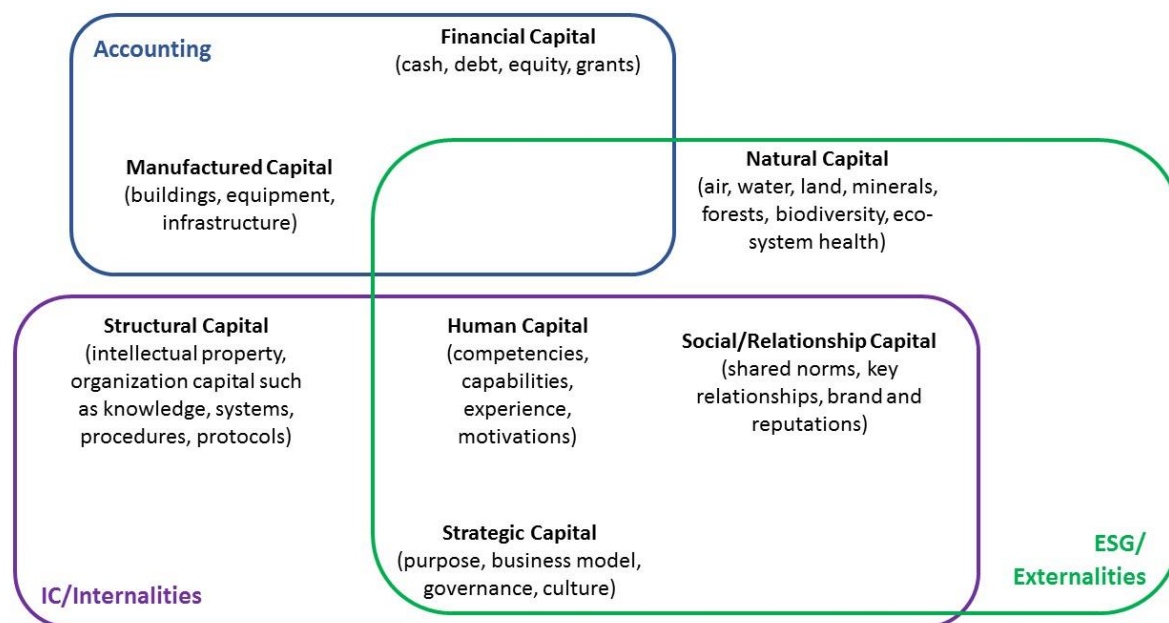 Accounting
Financial Capital
(cash, debt, equity, grants)
Manufactured Capital
(buildings, equipment,
infrastructure)
Natural Capital
(air, water, land, minerals,
forests, biodiversity, eco-
system health)
Structural Capital
(intellectual property,
organization capital such
as knowledge, systems,
procedures, protocols)
Human Capital
(competencies,
capabilities,
experience,
motivations)
Social/Relationship Capital
(shared norms, key
relationships, brand and
reputations)
Strategic Capital
(purpose, business model,
governance, culture)
IC/Internalities
ESG/
Externalities